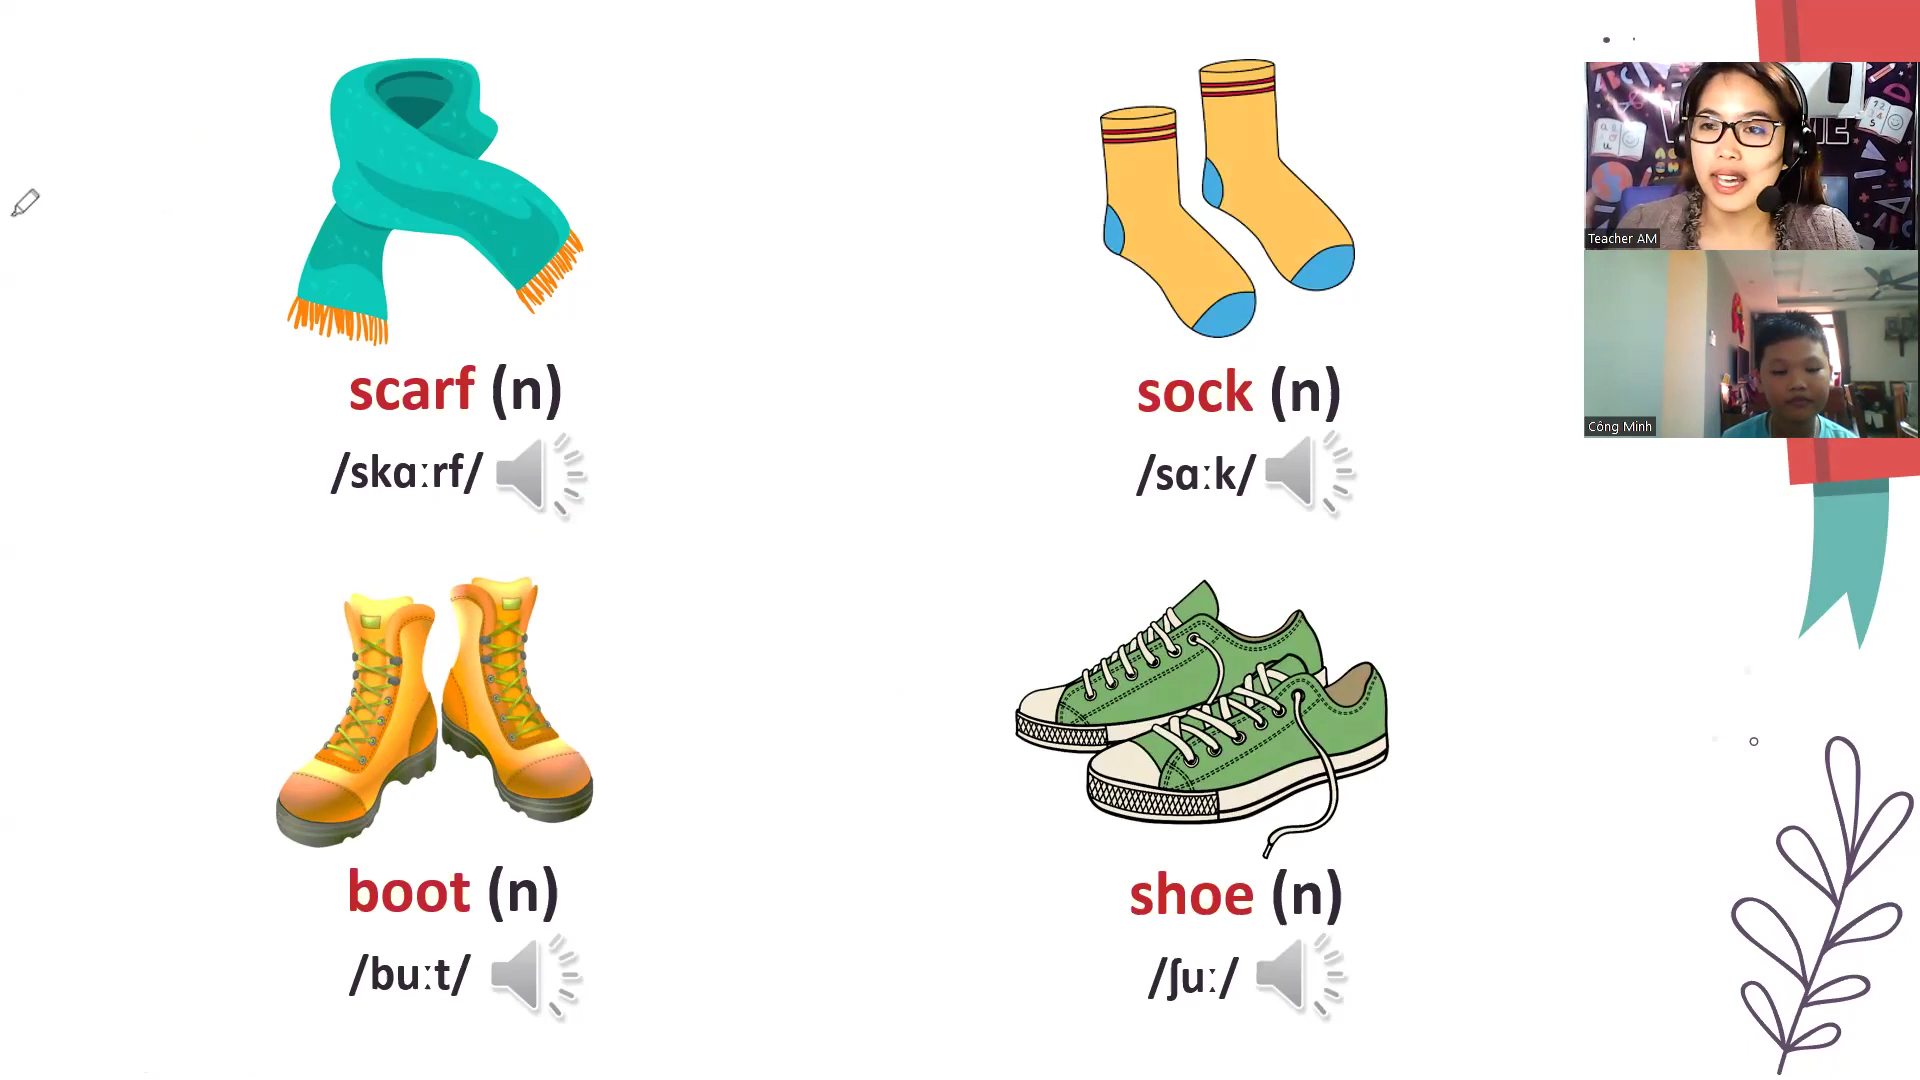 scarf (n)
/skɑːrf/
sock (n)
/sɑːk/
boot (n)
/buːt/
shoe (n)
/ʃuː/
Teacher AM
Công Minh